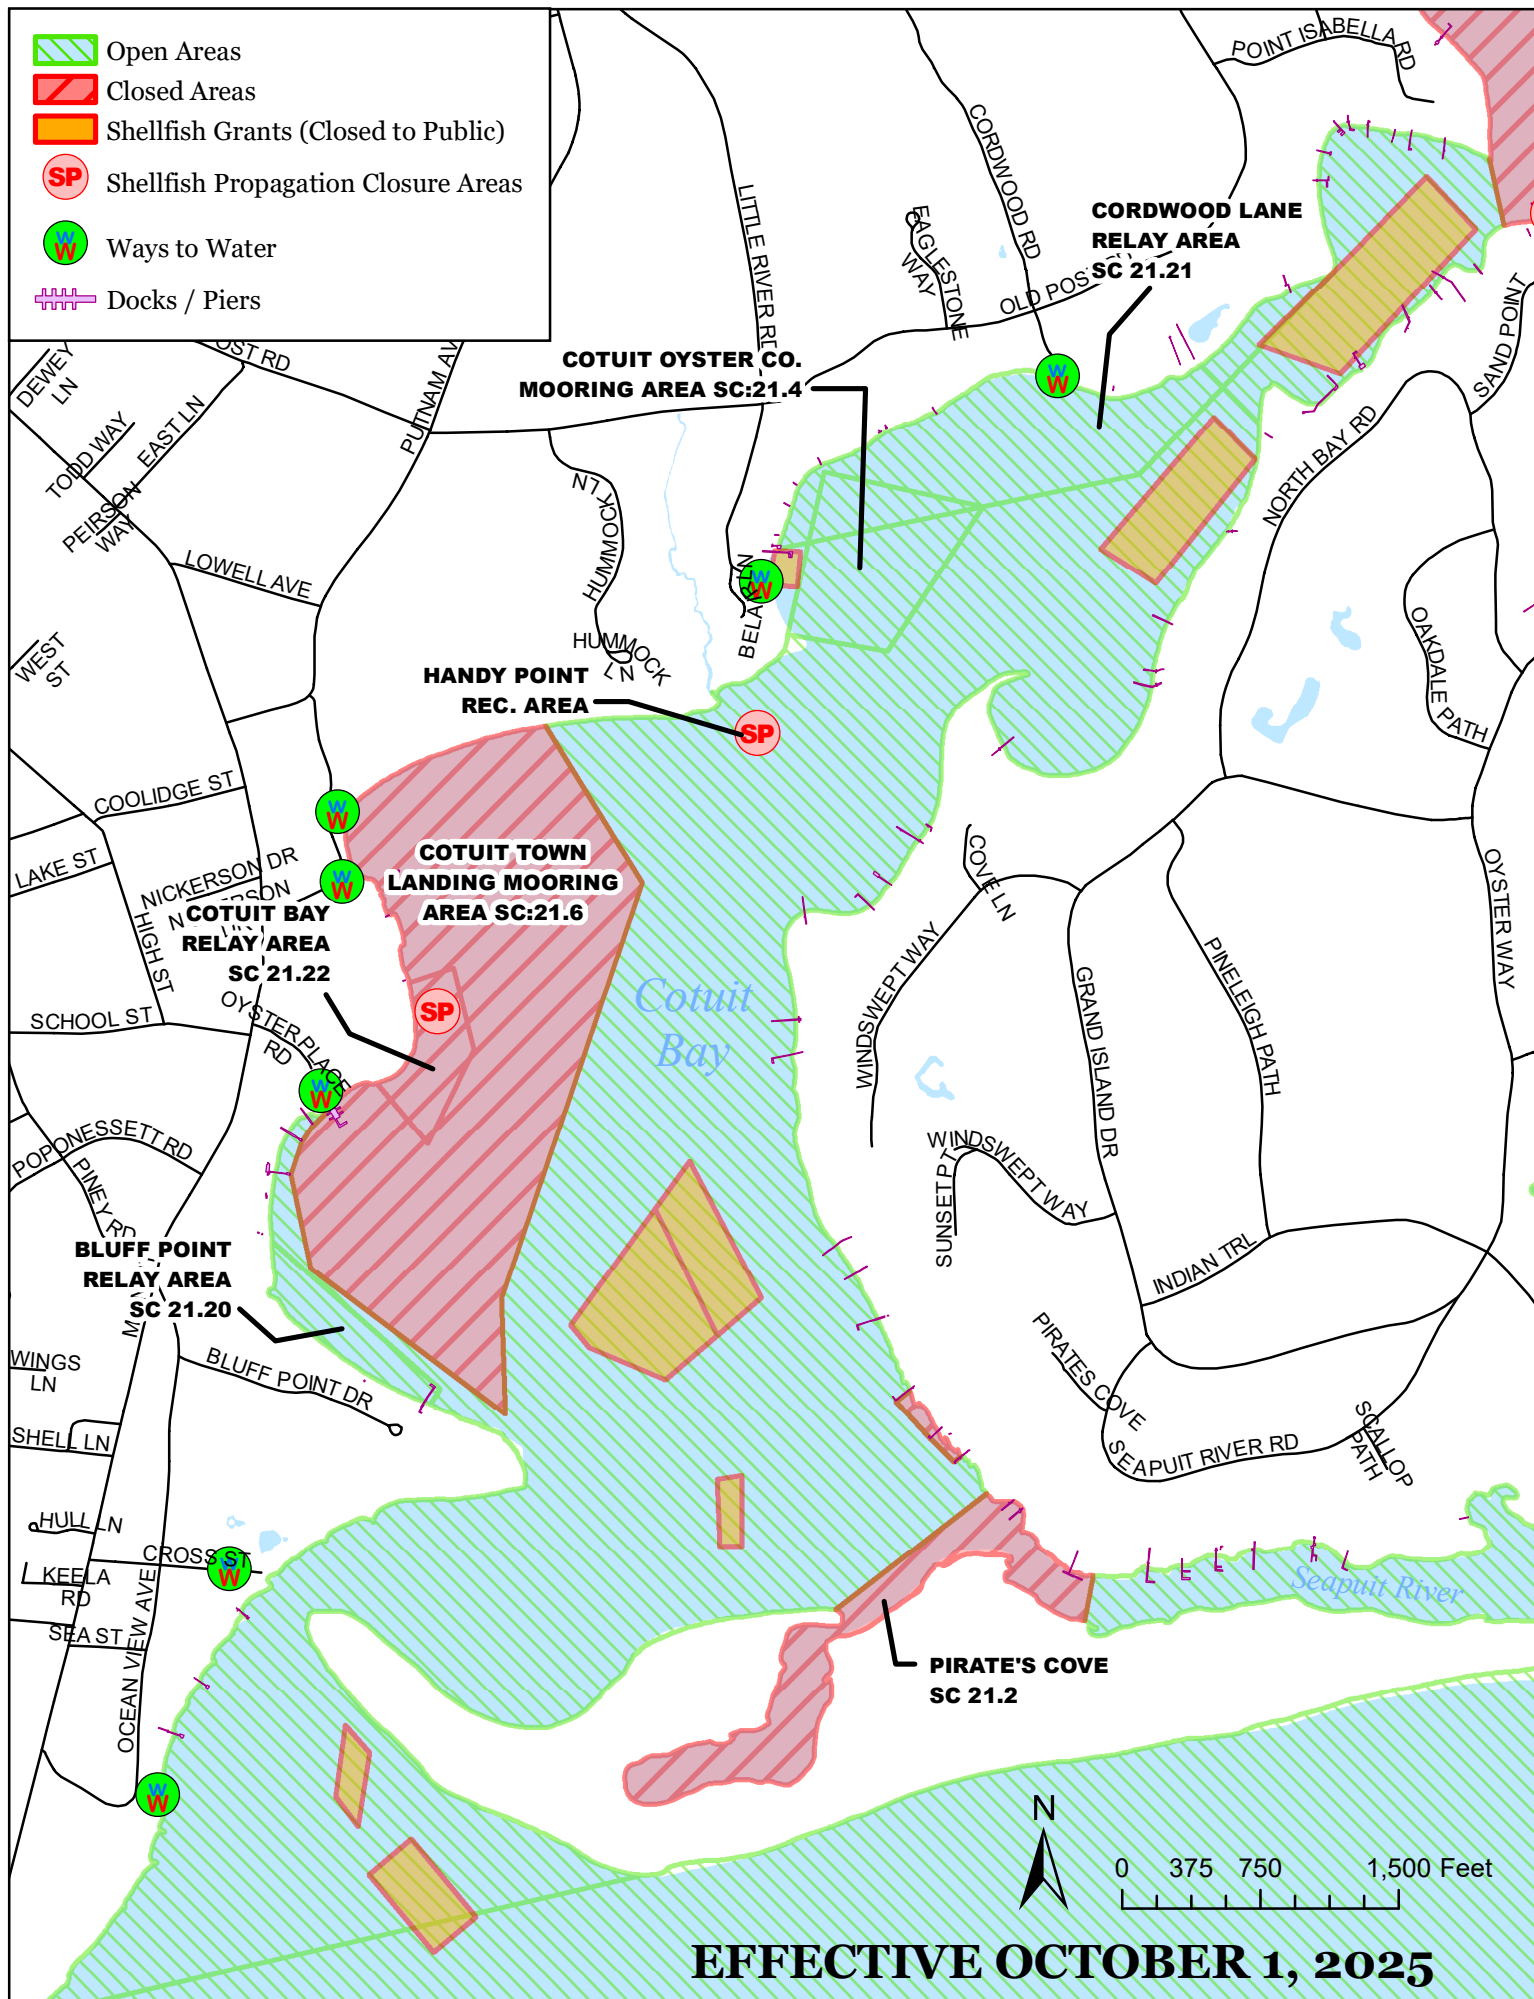 Open Areas
Closed Areas
Shellfish Grants (Closed to Public)
SP
Shellfish Propagation Closure Areas
W
W
Ways to Water
Docks / Piers
POINT ISABELLA RD
CORDWOOD RD
LITTLE RIVER RD
EAGLESTONE
WAY
CORDWOOD LANE
RELAY AREA
SC 21.21
SAND POINT
DEWEY
LN
OST RD
PUTNAM AV
COTUIT OYSTER CO.
MOORING AREA SC:21.4
W
W
TODD WAY
EAST LN
PEIRSON
WAY
HUMMOCK LN
NORTH BAY RD
LOWELL AVE
W
W
OAKDALE PATH
WEST
ST
HUMMOCK
LN
HANDY POINT
REC. AREA
SP
COOLIDGE ST
W
W
LAKE ST
NICKERSON DR
COTUIT TOWN
LANDING MOORING
AREA SC:21.6
W
W
COVE LN
OYSTER WAY
HIGH ST
COTUIT BAY
RELAY AREA
SC 21.22
WINDSWEPT WAY
GRAND ISLAND DR
PINELEIGH PATH
SP
Cotuit
Bay
SCHOOL ST
OYSTER PLACE
RD
W
W
POPONESSETT RD
PINEY RD
WINDSWEPT WAY
SUNSET PT
BLUFF POINT
RELAY AREA
SC 21.20
INDIAN TRL
WINGS
LN
BLUFF POINT DR
PIRATES COVE
SHELL LN
SEAPUIT RIVER RD
SCALLOP
PATH
HULL LN
CROSS ST
W
W
KEELA
RD
Seapuit River
SEA ST
OCEAN VIEW AVE
PIRATE'S COVE
SC 21.2
W
W
N
0 375 750 1,500 Feet
EFFECTIVE OCTOBER 1, 2025